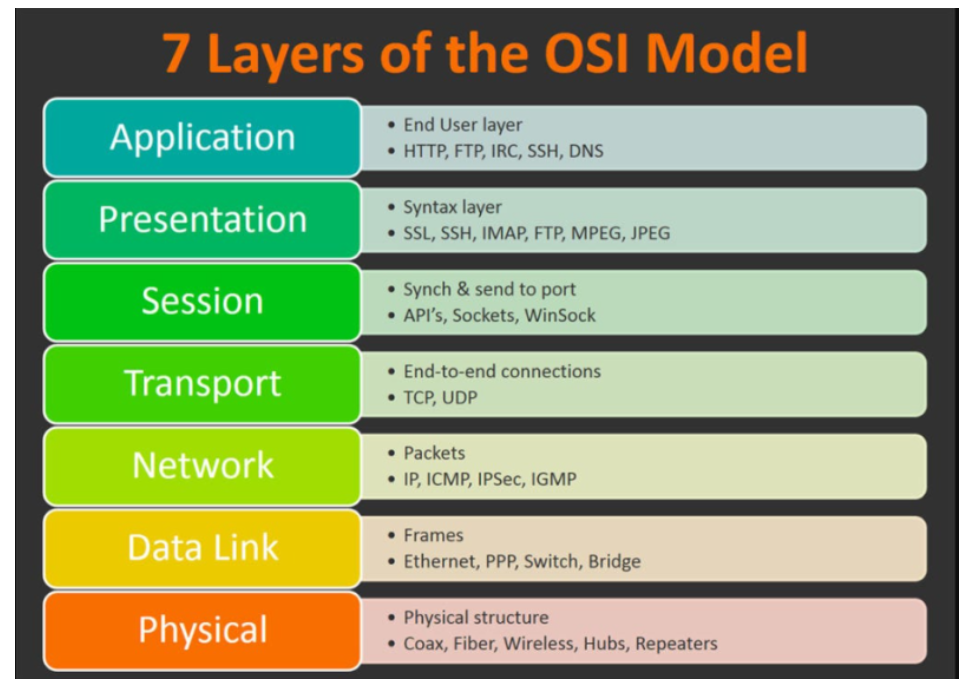 7 Layers of the OSI Model
Application
• End User layer
• HTTP, FTP, IRC, SSH, DNS
Presentation
• Syntax layer
• SSL, SSH, IMAP, FTP, MPEG, JPEG
Session
• Synch & send to port
• API's, Sockets, WinSock
Transport
• End-to-end connections
• TCP, UDP
Network
• Packets
• IP, ICMP, IPSec, IGMP
Data Link
• Frames
• Ethernet, PPP, Switch, Bridge
Physical
• Physical structure
• Coax, Fiber, Wireless, Hubs, Repeaters